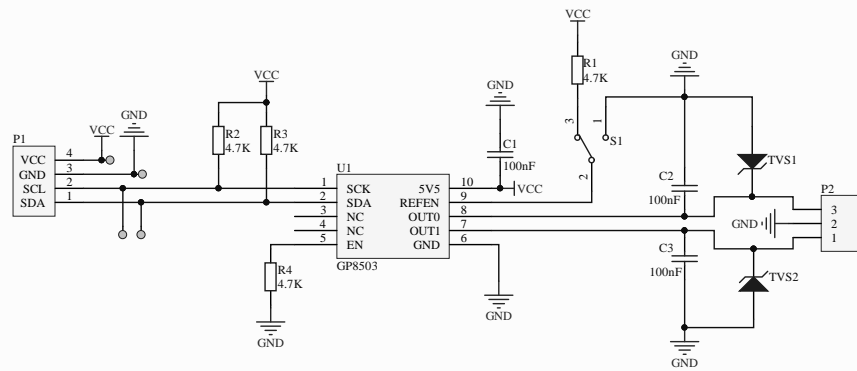 VCC
R1
4.7K
3
1
S1
2
GND
VCC
GND
C1
100nF
GND
VCC
P1
VCC 4
GND 3
SCL 2
SDA 1
R2
4.7K
R3
4.7K
U1
1 SCK 5V5 10
2 SDA REFEN 9
3 NC OUT0 8
4 NC OUT1 7
5 EN GND 6
GP8503
VCC
R4
4.7K
GND
GND
C2
100nF
TVS1
P2
3
GND 2
1
C3
100nF
TVS2
GND